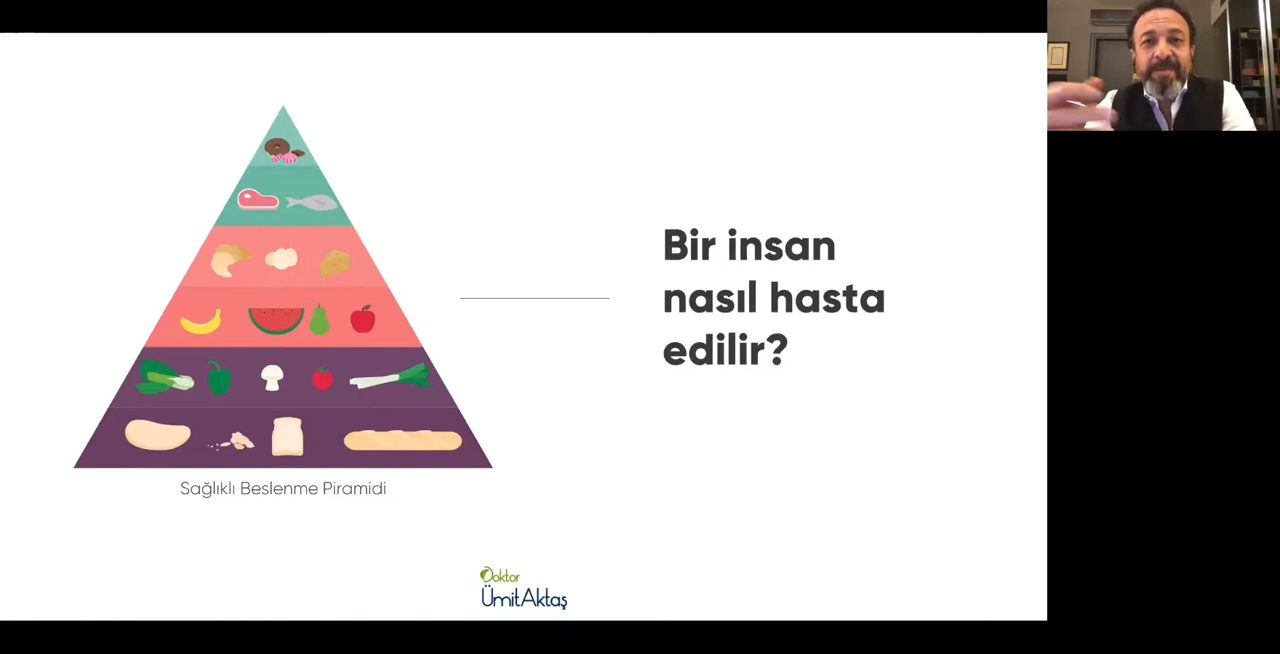 Bir insan
nasıl hasta
edilir?
Sağlıklı Beslenme Piramidi
Doktor
ÜmitAktaş